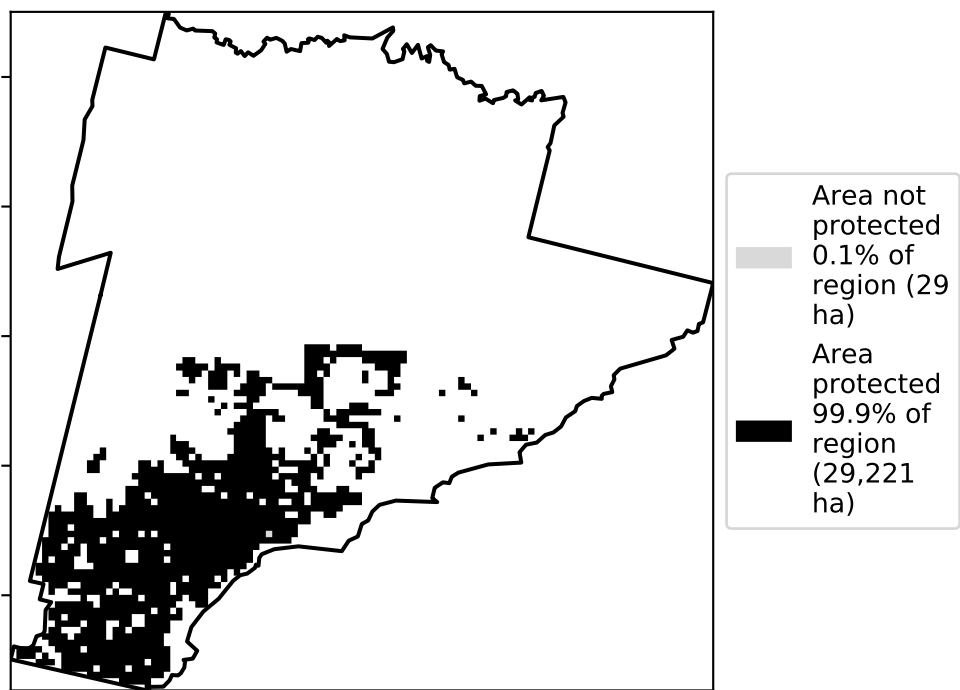 Area not
protected
0.1% of
region (29
ha)
Area
protected
99.9% of
region
(29,221
ha)